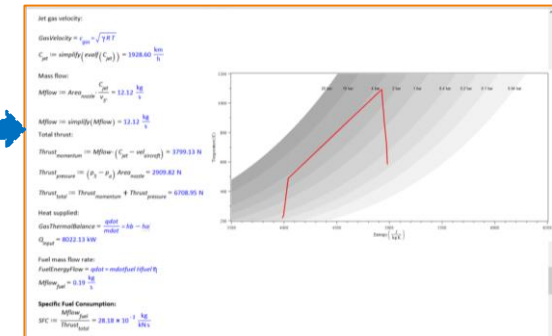 Jet gas velocity:
GasVelocity = c_gas = √γ R T
C_jet := simplify(evalf(C_jet)) = 1928.60 km/h
Mass flow:
Mflow := Area_nozzle · C_jet/v_p = 12.12 kg/s
Mflow := simplify(Mflow) = 12.12 kg/s
Total thrust:
Thrust_momentum := Mflow · (C_jet − vel_aircraft) = 3799.13 N
Thrust_pressure := (p_5 − p_a) Area_nozzle = 2909.82 N
Thrust_total := Thrust_momentum + Thrust_pressure = 6708.95 N
Heat supplied:
GasThermalBalance = qdot/mdot = hb − ha
Q_input = 8022.13 kW
Fuel mass flow rate:
FuelEnergyFlow = qdot = mdotfuel Hfuel η
Mflow_fuel = 0.19 kg/s
Specific Fuel Consumption:
SFC := Mflow_fuel/Thrust_total = 28.18 × 10⁻³ kg/kN s
Temperature(K)